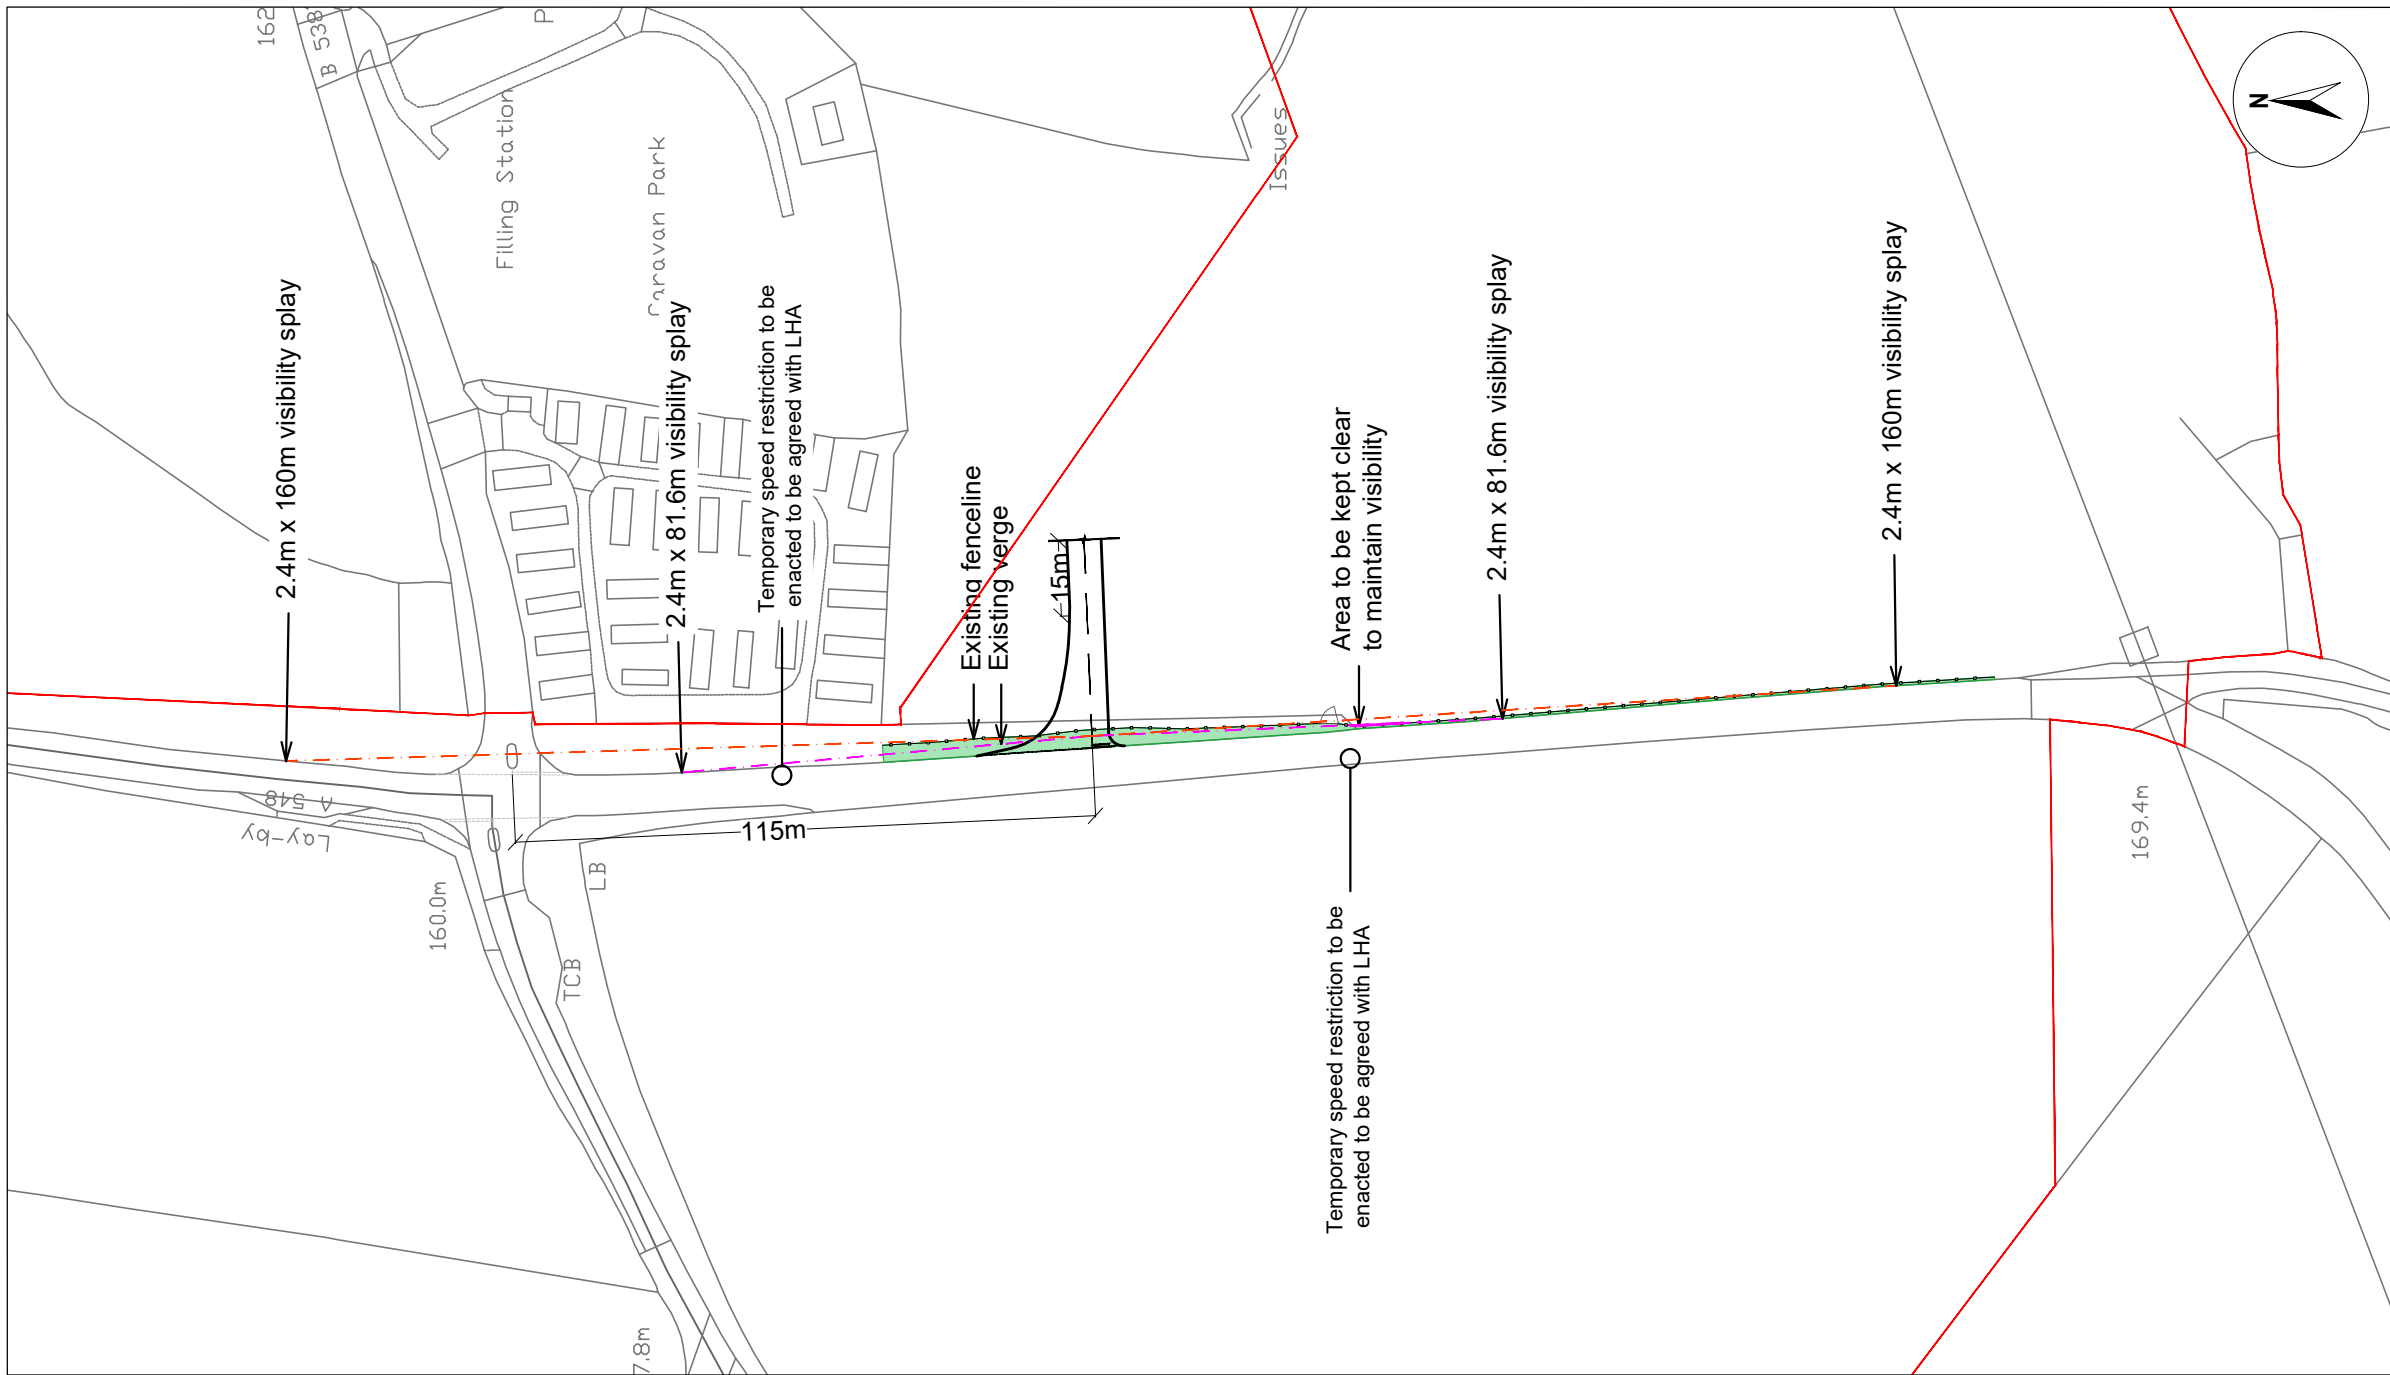 162
B 538
P
Filling Station
Caravan Park
Issues
N
2.4m x 160m visibility splay
2.4m x 81.6m visibility splay
Temporary speed restriction to be
enacted to be agreed with LHA
Existing fenceline
Existing verge
15m
Area to be kept clear
to maintain visibility
2.4m x 81.6m visibility splay
2.4m x 160m visibility splay
A 548
Lay-by
115m
160.0m
LB
TCB
169.4m
Temporary speed restriction to be
enacted to be agreed with LHA
7.8m